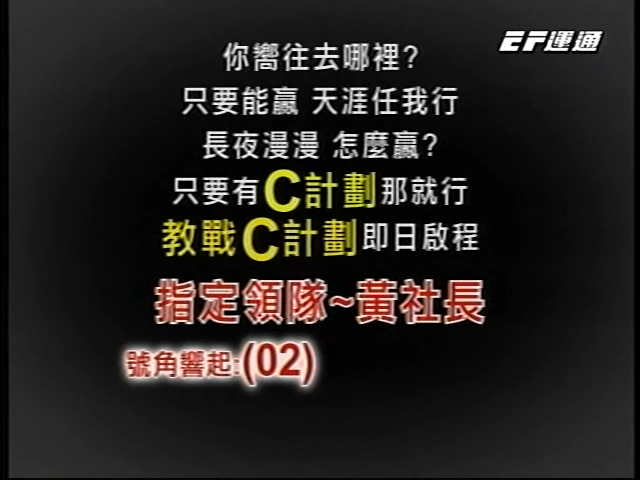 EF運通
你嚮往去哪裡?
只要能贏 天涯任我行
長夜漫漫 怎麼贏?
只要有C計劃那就行
教戰C計劃即日啟程
指定領隊~黃社長
號角響起:(02)